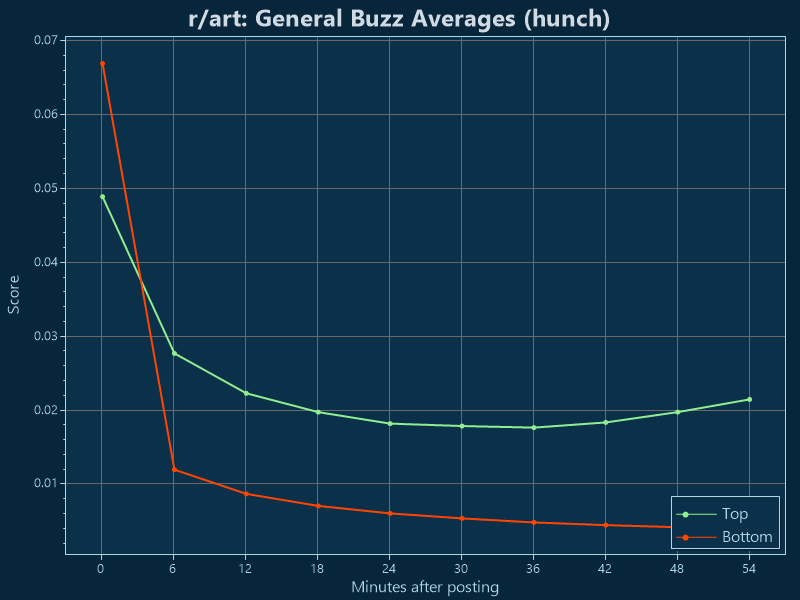 r/art: General Buzz Averages (hunch)
0.07
0.06
0.05
0.04
0.03
0.02
0.01
Score
0 6 12 18 24 30 36 42 48 54
Minutes after posting
Top
Bottom